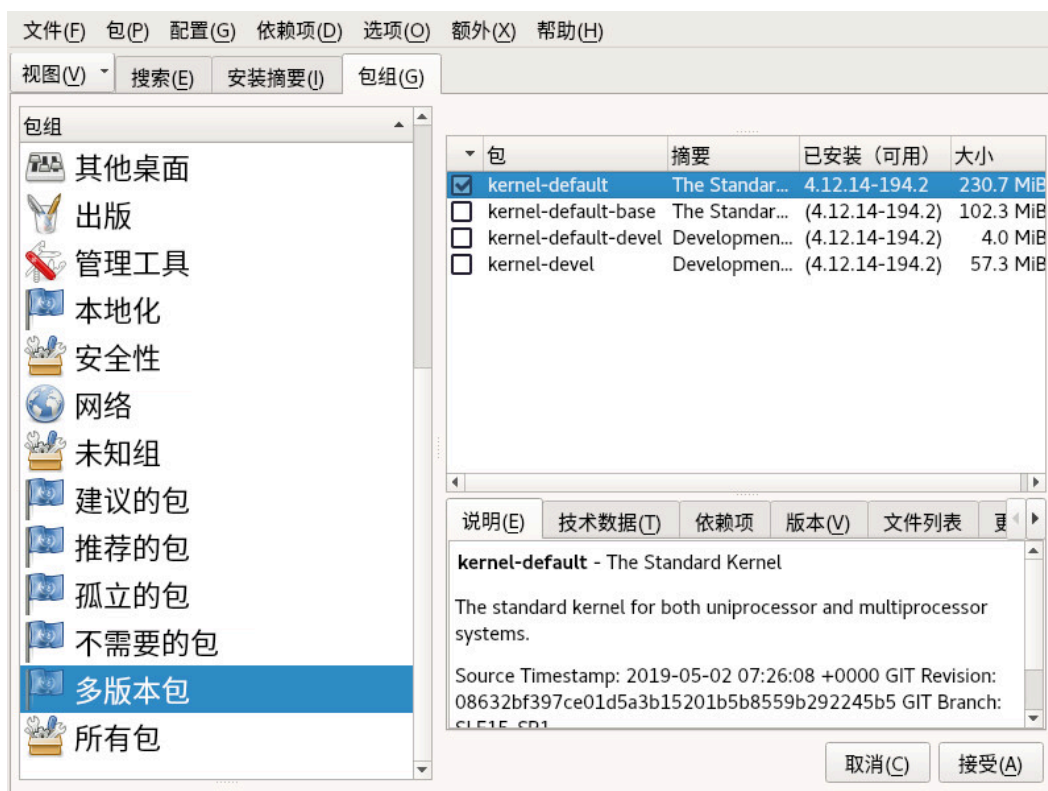 文件(F) 包(P) 配置(G) 依赖项(D) 选项(O) 额外(X) 帮助(H)
视图(V) 搜索(E) 安装摘要(I) 包组(G)
包组
其他桌面
出版
管理工具
本地化
安全性
网络
未知组
建议的包
推荐的包
孤立的包
不需要的包
多版本包
所有包
包 摘要 已安装（可用） 大小
kernel-default The Standar... 4.12.14-194.2 230.7 MiB
kernel-default-base The Standar... (4.12.14-194.2) 102.3 MiB
kernel-default-devel Developmen... (4.12.14-194.2) 4.0 MiB
kernel-devel Developmen... (4.12.14-194.2) 57.3 MiB
说明(E) 技术数据(T) 依赖项 版本(V) 文件列表
kernel-default - The Standard Kernel
The standard kernel for both uniprocessor and multiprocessor
systems.
Source Timestamp: 2019-05-02 07:26:08 +0000 GIT Revision:
08632bf397ce01d5a3b15201b5b8559b292245b5 GIT Branch:
SLE15-SP1
取消(C) 接受(A)